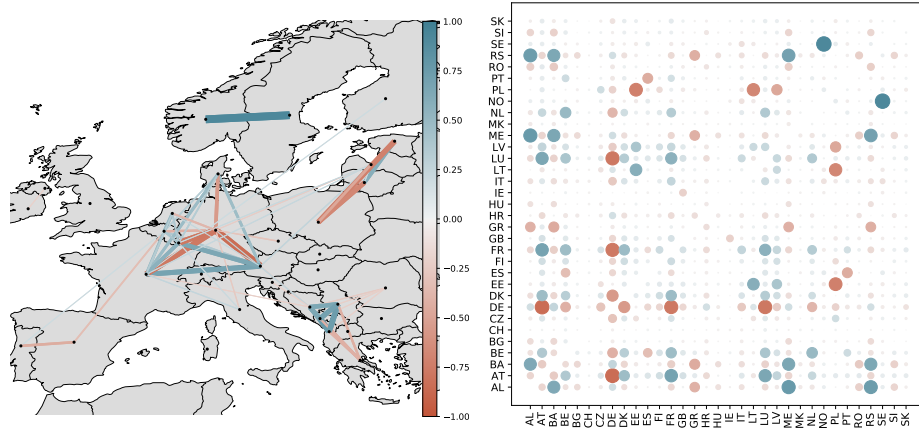 1.00
0.75
0.50
0.25
0.00
−0.25
−0.50
−0.75
−1.00
SK
SI
SE
RS
RO
PT
PL
NO
NL
MK
ME
LV
LU
LT
IT
IE
HU
HR
GR
GB
FR
FI
ES
EE
DK
DE
CZ
CH
BG
BE
BA
AT
AL
AL AT BA BE BG CH CZ DE DK EE ES FI FR GB GR HR HU IE IT LT LU LV ME MK NL NO PL PT RO RS SE SI SK